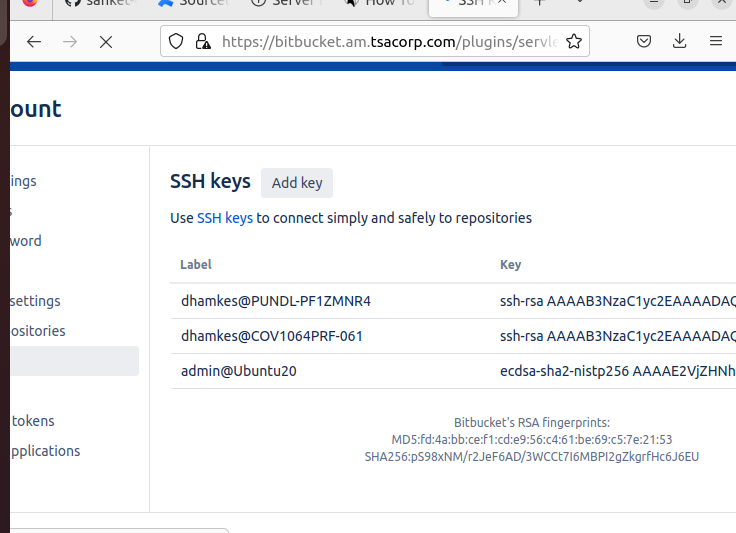 Source
Server
How To
SSH K
https://bitbucket.am.tsacorp.com/plugins/servle
ount
ings
s
word
settings
ositories
tokens
pplications
SSH keys Add key
Use SSH keys to connect simply and safely to repositories
Label Key
dhamkes@PUNDL-PF1ZMNR4 ssh-rsa AAAAB3NzaC1yc2EAAAADAQ
dhamkes@COV1064PRF-061 ssh-rsa AAAAB3NzaC1yc2EAAAADAQ
admin@Ubuntu20 ecdsa-sha2-nistp256 AAAAE2VjZHNh
Bitbucket's RSA fingerprints:
MD5:fd:4a:bb:ce:f1:cd:e9:56:c4:61:be:69:c5:7e:21:53
SHA256:pS98xNM/r2JeF6AD/3WCCt7I6MBPI2gZkgrfHc6J6EU